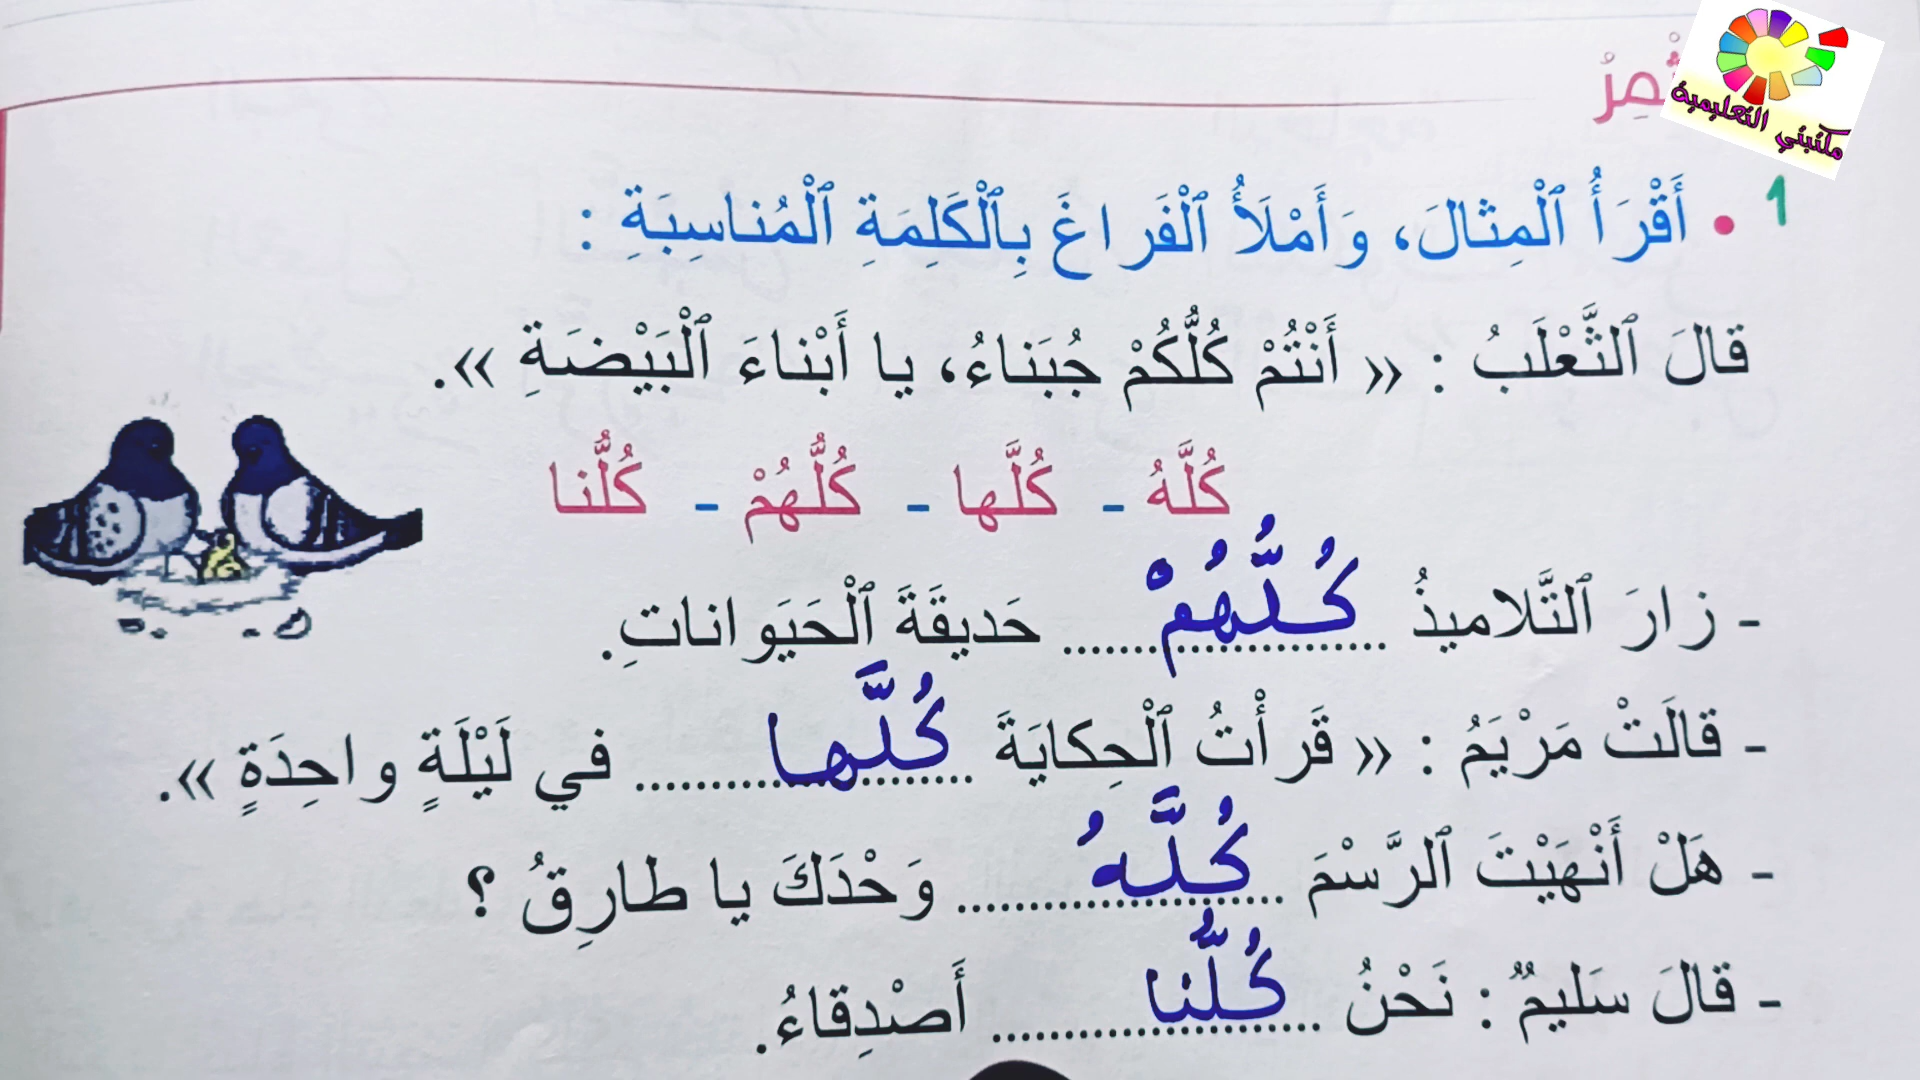 ثْمِرُ
مكتبتي التعليمية
1 • أَقْرَأُ ٱلْمِثالَ، وَأَمْلَأُ ٱلْفَراغَ بِٱلْكَلِمَةِ ٱلْمُناسِبَةِ :
قالَ ٱلثَّعْلَبُ : « أَنْتُمْ كُلُّكُمْ جُبَناءُ، يا أَبْناءَ ٱلْبَيْضَةِ ».
كُلَّهُ - كُلَّها - كُلُّهُمْ - كُلُّنا
- زارَ ٱلتَّلاميذُ كُلُّهُمْ حَديقَةَ ٱلْحَيَواناتِ.
- قالَتْ مَرْيَمُ : « قَرأْتُ ٱلْحِكايَةَ كُلَّها في لَيْلَةٍ واحِدَةٍ ».
- هَلْ أَنْهَيْتَ ٱلرَّسْمَ كُلَّهُ وَحْدَكَ يا طارِقُ ؟
- قالَ سَليمٌ : نَحْنُ كُلُّنا أَصْدِقاءُ.